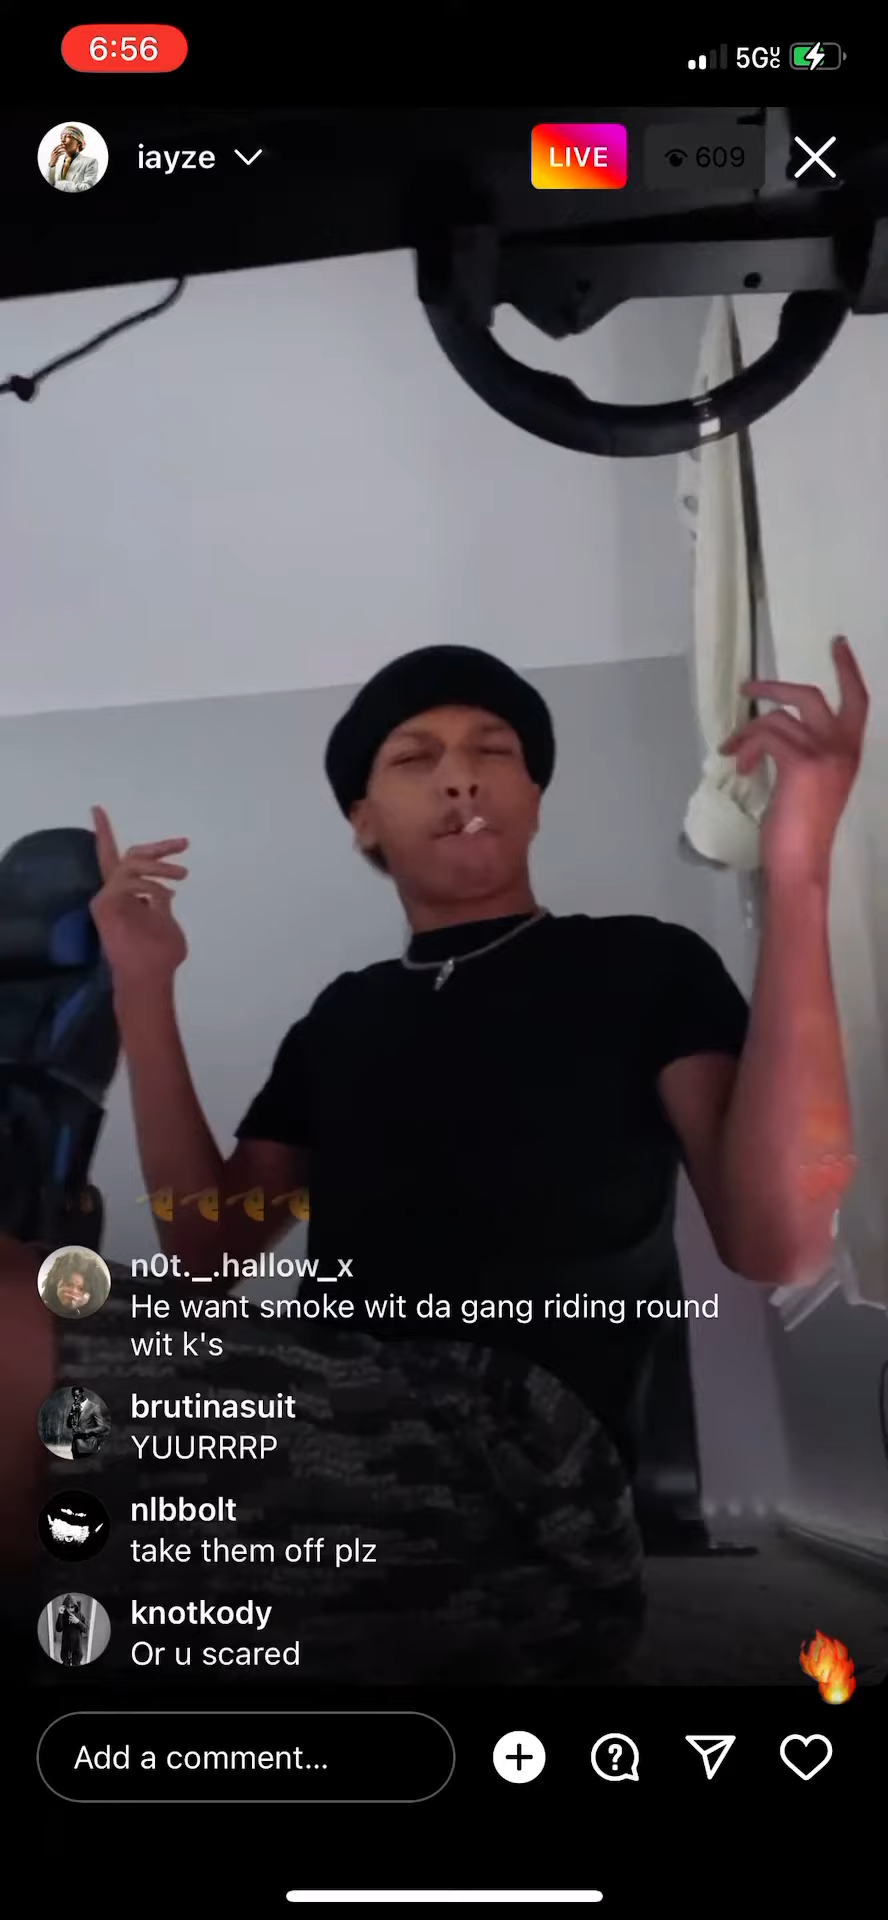 6:56
5GUC
iayze
LIVE
609
n0t._.hallow_x
He want smoke wit da gang riding round
wit k's
brutinasuit
YUURRRP
nlbbolt
take them off plz
knotkody
Or u scared
Add a comment...